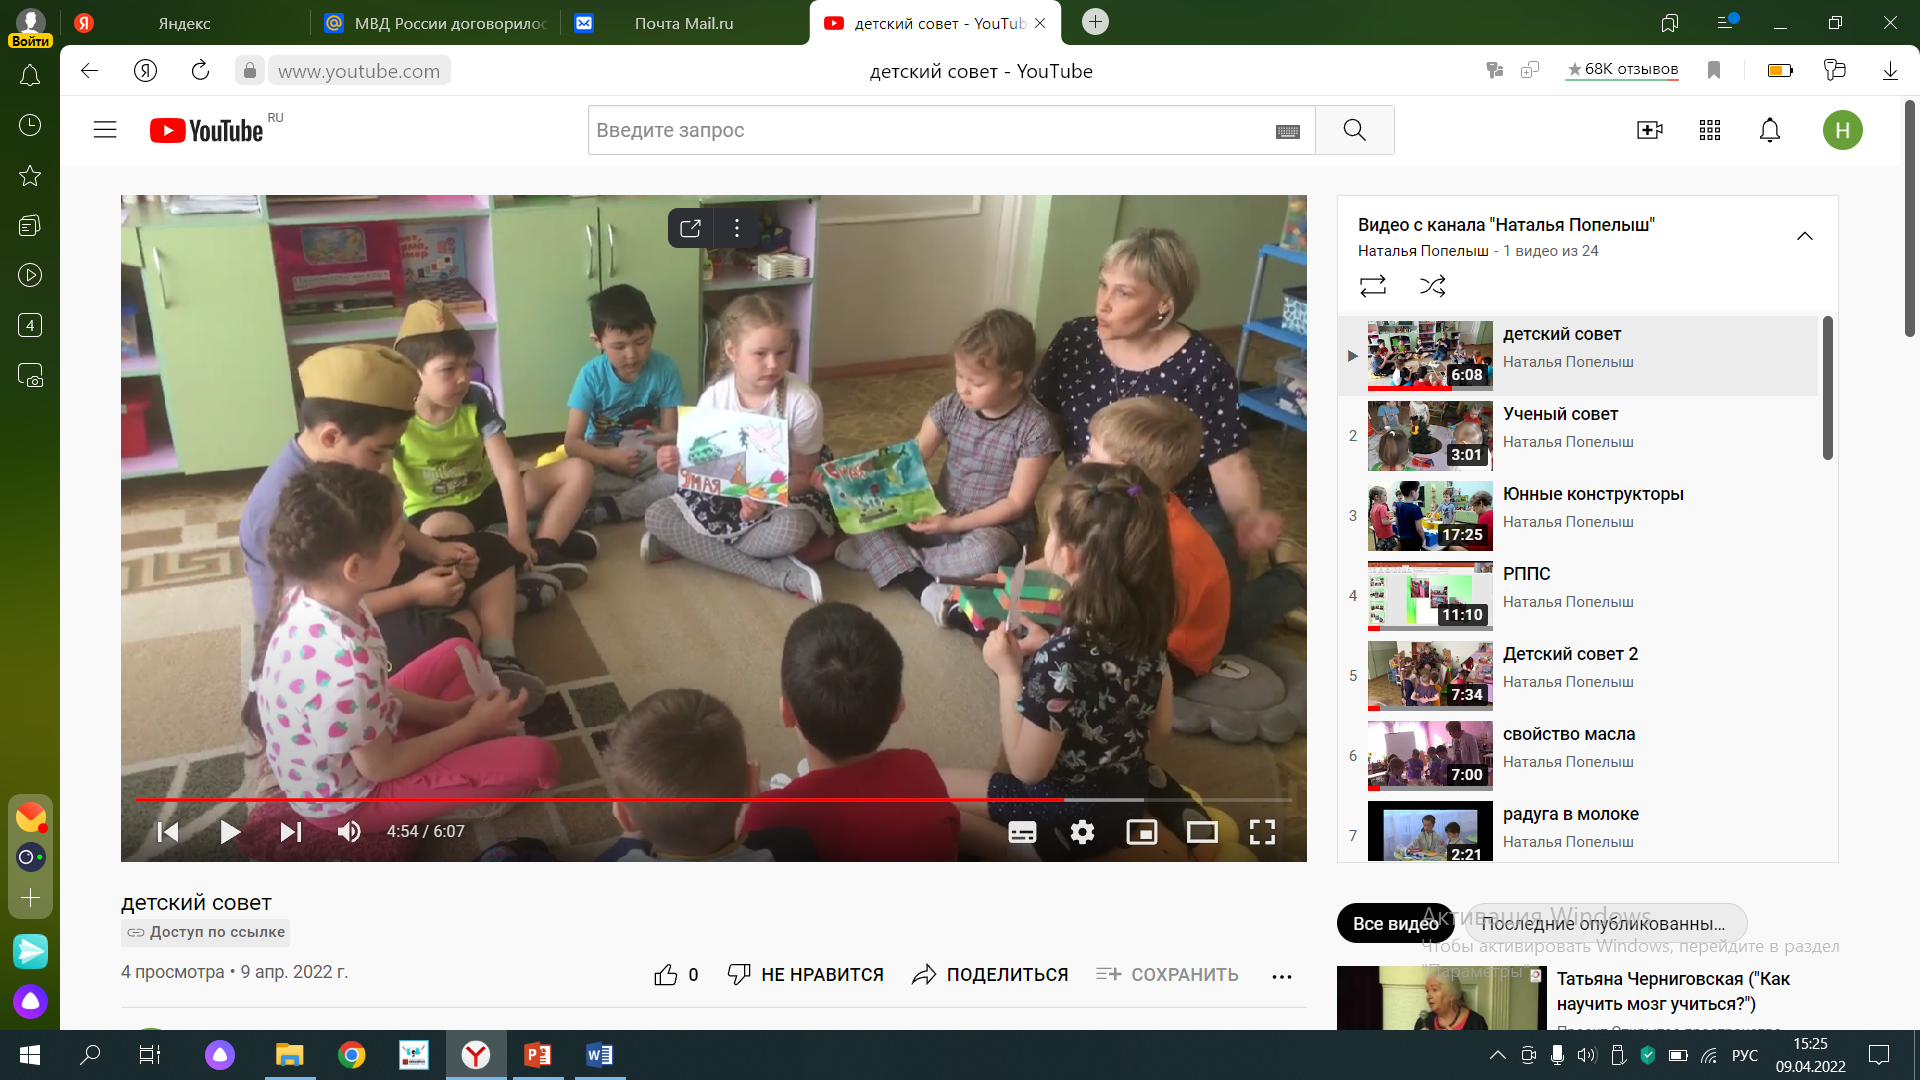 Войти
Яндекс
МВД России договорилос
Почта Mail.ru
детский совет - YouTub
www.youtube.com
детский совет - YouTube
68K отзывов
YouTube RU
Введите запрос
Н
4
9 МАЯ
4:54 / 6:07
детский совет
Доступ по ссылке
4 просмотра • 9 апр. 2022 г.
0
НЕ НРАВИТСЯ
ПОДЕЛИТЬСЯ
СОХРАНИТЬ
Видео с канала "Наталья Попелыш"
Наталья Попелыш - 1 видео из 24
6:08
детский совет
Наталья Попелыш
2
3:01
Ученый совет
Наталья Попелыш
3
17:25
Юнные конструкторы
Наталья Попелыш
4
11:10
РППС
Наталья Попелыш
5
7:34
Детский совет 2
Наталья Попелыш
6
7:00
свойство масла
Наталья Попелыш
7
2:21
радуга в молоке
Наталья Попелыш
Все видео
Последние опубликованны...
Активация Windows
Чтобы активировать Windows, перейдите в раздел
"Параметры".
Татьяна Черниговская ("Как
научить мозг учиться?")
Проект Открытое пространство
РУС
15:25
09.04.2022